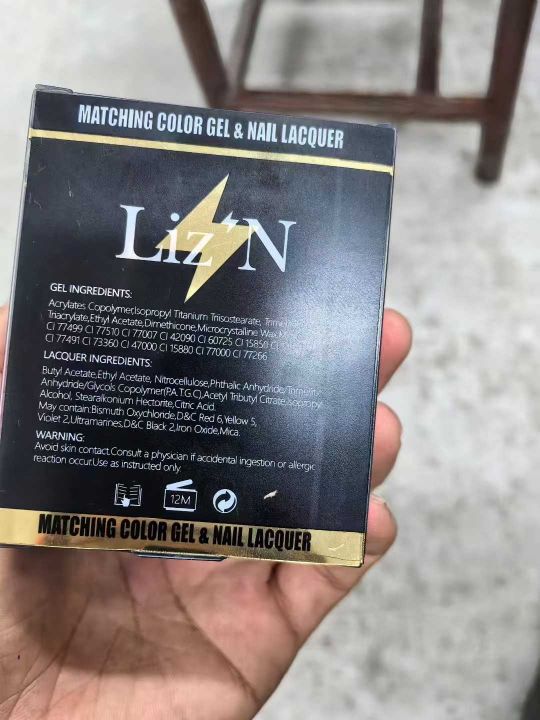 MATCHING COLOR GEL & NAIL LACQUER
LIZ'N
GEL INGREDIENTS:
Acrylates Copolymer,Isopropyl Titanium Triisostearate,
Triacrylate,Ethyl Acetate,Dimethicone,Microcrystalline Wax,
CI 77499 CI 77510 CI 77007 CI 42090 CI 60725 CI 15850
CI 77491 CI 73360 CI 47000 CI 15880 CI 77000 CI 77266
LACQUER INGREDIENTS:
Butyl Acetate,Ethyl Acetate, Nitrocellulose,Phthalic Anhydride/Trimellitic
Anhydride/Glycols Copolymer(P.A.T.G.C),Acetyl Tributyl Citrate,Isopropyl
Alcohol, Stearalkonium Hectorite,Citric Acid.
May contain:Bismuth Oxychloride,D&C Red 6,Yellow 5,
Violet 2,Ultramarines,D&C Black 2,Iron Oxide,Mica.
WARNING:
Avoid skin contact.Consult a physician if accidental ingestion or allergic
reaction occur.Use as instructed only.
12M
MATCHING COLOR GEL & NAIL LACQUER